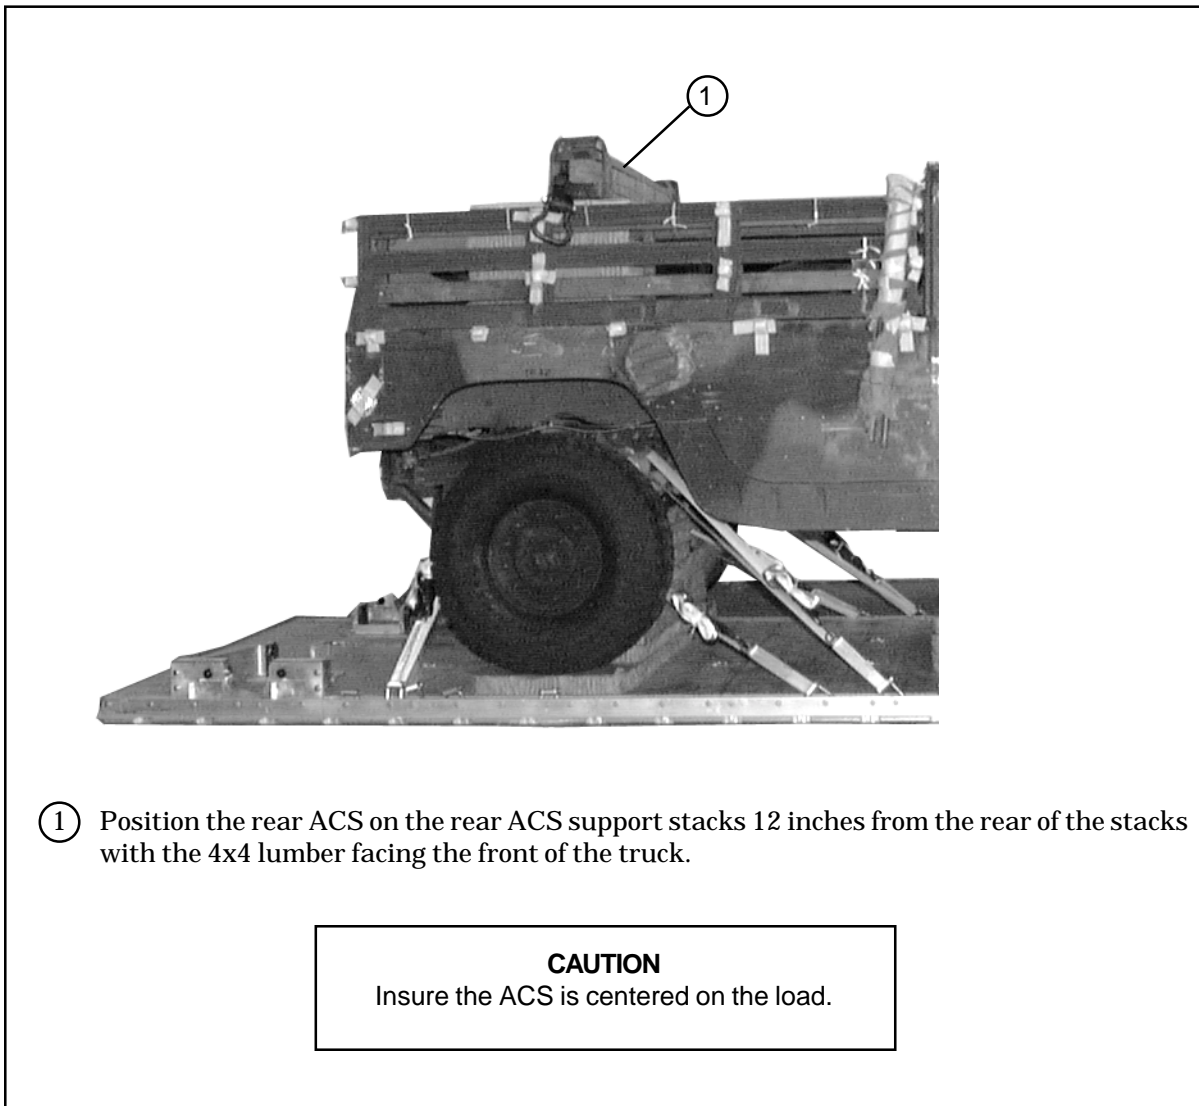 1
1 Position the rear ACS on the rear ACS support stacks 12 inches from the rear of the stacks
with the 4x4 lumber facing the front of the truck.
CAUTION
Insure the ACS is centered on the load.